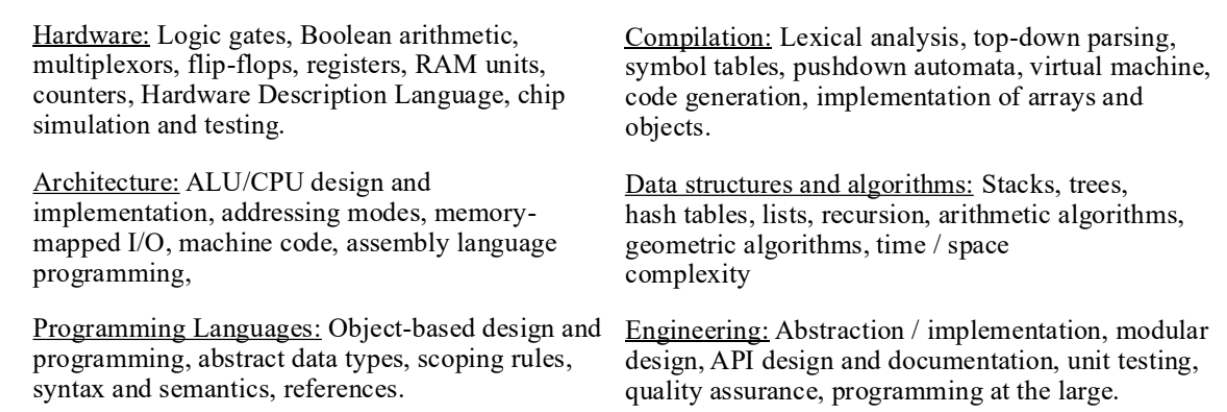 Hardware: Logic gates, Boolean arithmetic,
multiplexors, flip-flops, registers, RAM units,
counters, Hardware Description Language, chip
simulation and testing.
Architecture: ALU/CPU design and
implementation, addressing modes, memory-
mapped I/O, machine code, assembly language
programming,
Programming Languages: Object-based design and
programming, abstract data types, scoping rules,
syntax and semantics, references.
Compilation: Lexical analysis, top-down parsing,
symbol tables, pushdown automata, virtual machine,
code generation, implementation of arrays and
objects.
Data structures and algorithms: Stacks, trees,
hash tables, lists, recursion, arithmetic algorithms,
geometric algorithms, time / space
complexity
Engineering: Abstraction / implementation, modular
design, API design and documentation, unit testing,
quality assurance, programming at the large.